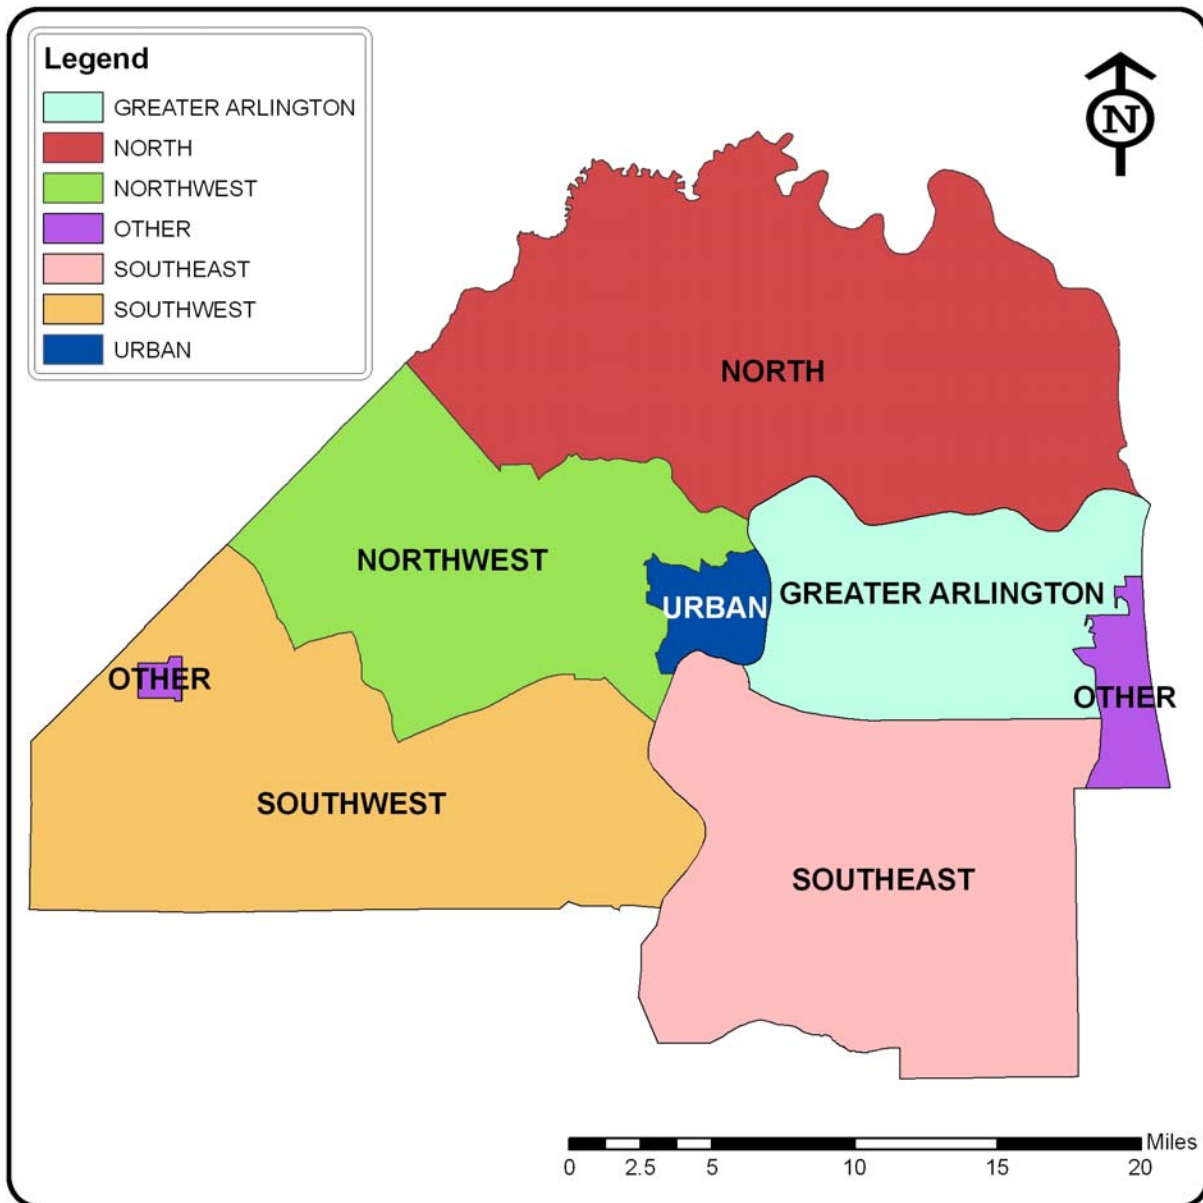 Legend
GREATER ARLINGTON
NORTH
NORTHWEST
OTHER
SOUTHEAST
SOUTHWEST
URBAN
N
NORTH
NORTHWEST
URBAN
GREATER ARLINGTON
OTHER
OTHER
SOUTHWEST
SOUTHEAST
Miles
0 2.5 5 10 15 20